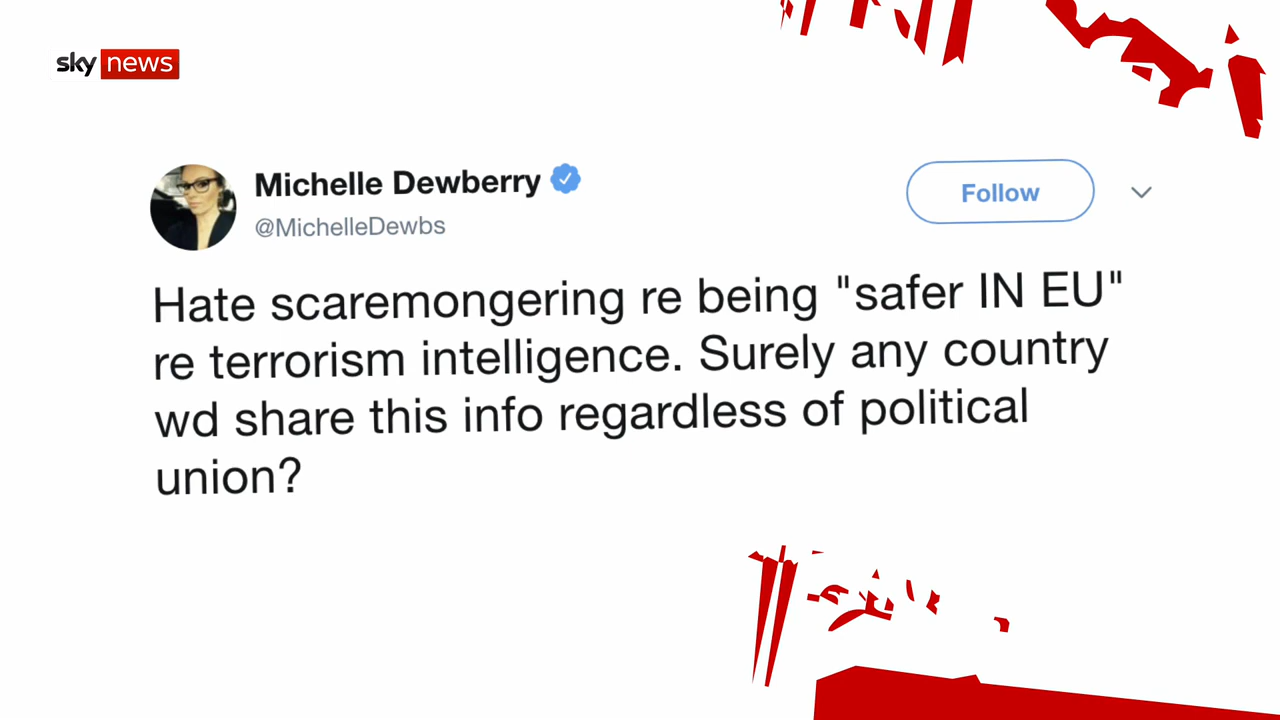 sky news
Michelle Dewberry
@MichelleDewbs
Follow
Hate scaremongering re being "safer IN EU"
re terrorism intelligence. Surely any country
wd share this info regardless of political
union?